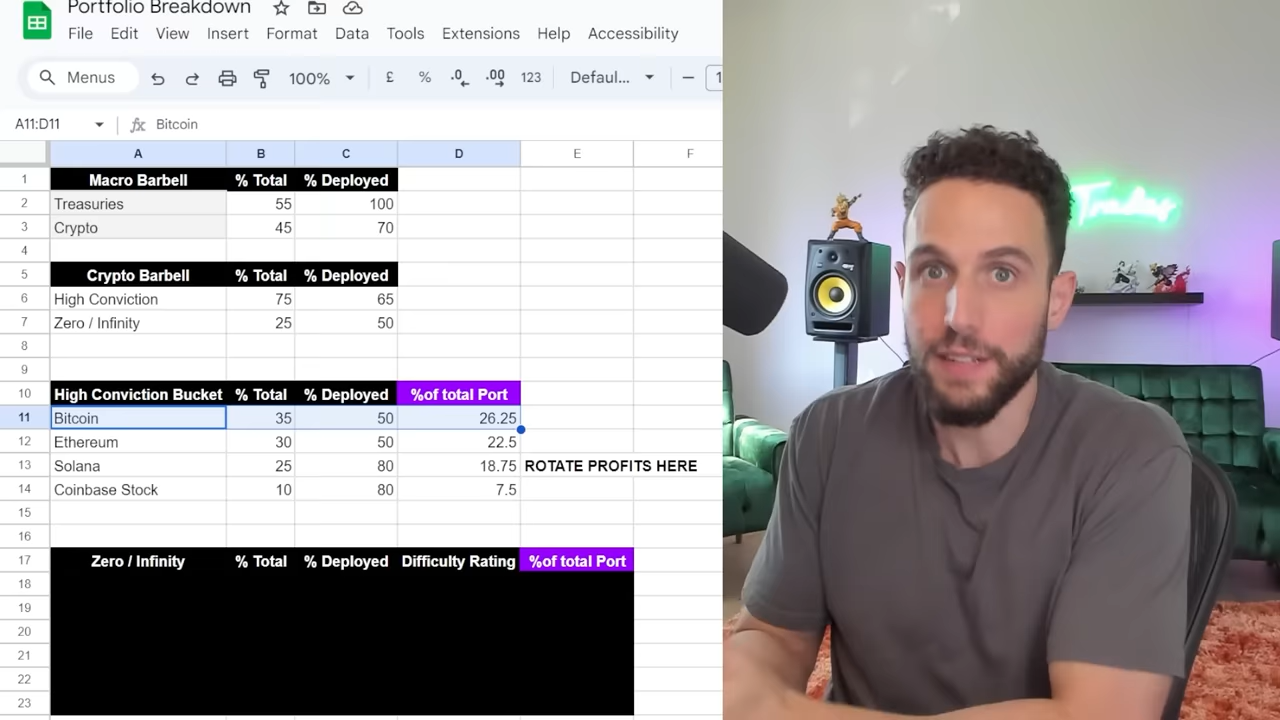 Portfolio Breakdown
File Edit View Insert Format Data Tools Extensions Help Accessibility
Menus 100% £ % .0 .00 123 Defaul... 1
A11:D11 fx Bitcoin
A B C D E F
1 Macro Barbell % Total % Deployed
2 Treasuries 55 100
3 Crypto 45 70
4
5 Crypto Barbell % Total % Deployed
6 High Conviction 75 65
7 Zero / Infinity 25 50
8
9
10 High Conviction Bucket % Total % Deployed %of total Port
11 Bitcoin 35 50 26.25
12 Ethereum 30 50 22.5
13 Solana 25 80 18.75 ROTATE PROFITS HERE
14 Coinbase Stock 10 80 7.5
15
16
17 Zero / Infinity % Total % Deployed Difficulty Rating %of total Port
18
19
20
21
22
23
Trades